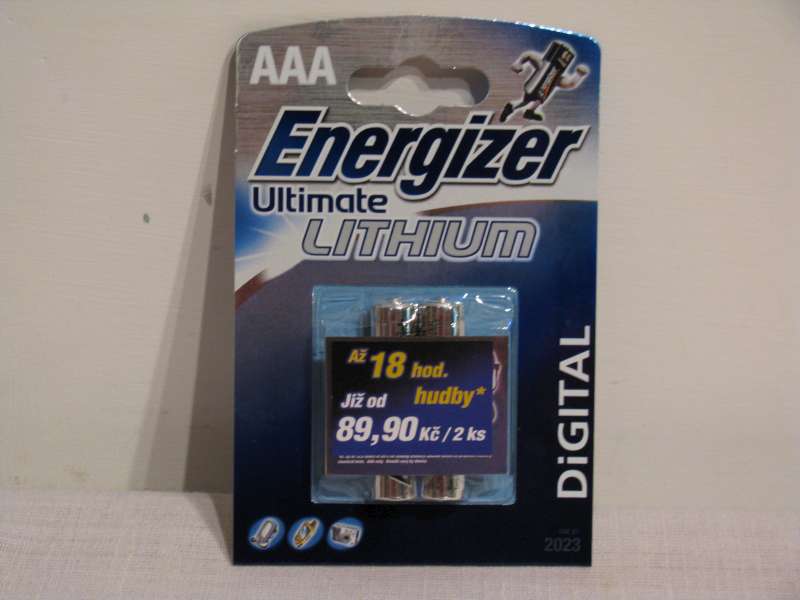 AAA
Energizer
Ultimate
LITHIUM
Až 18 hod.
hudby*
Již od
89,90 Kč / 2 ks
DiGITAL
2023